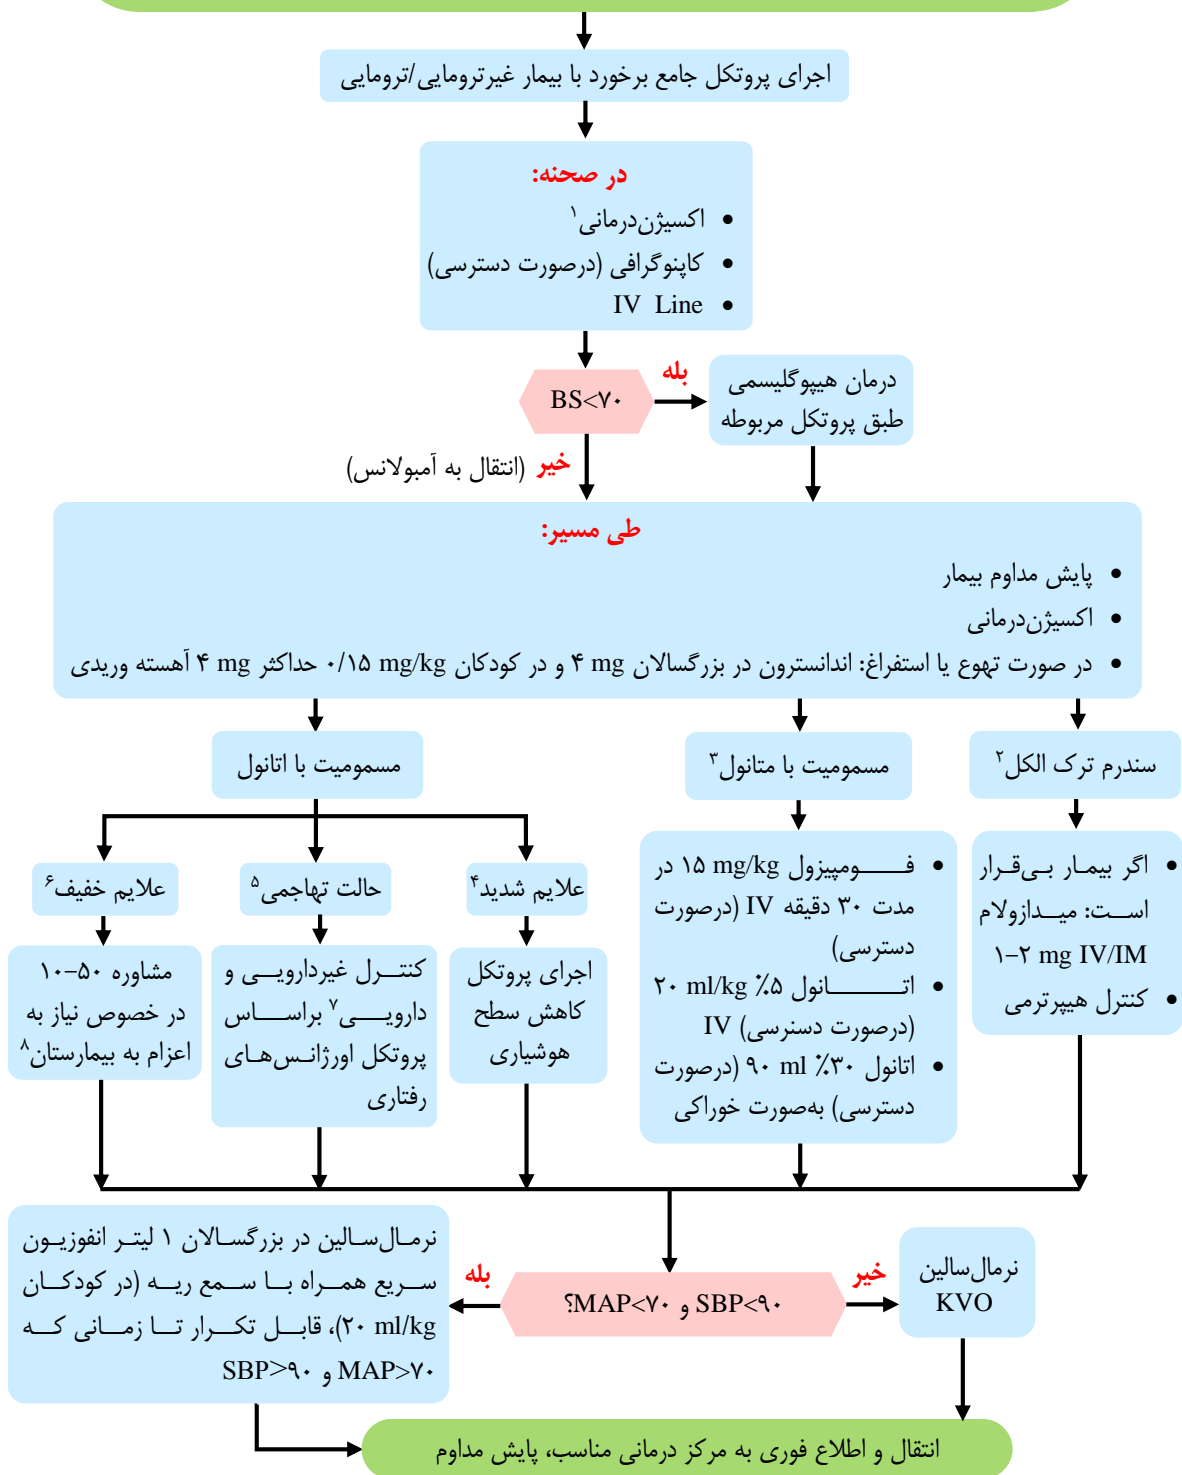 اجرای پروتکل جامع برخورد با بیمار غیرترومایی/ترومایی
در صحنه:
• اکسیژن‌درمانی۱
• کاپنوگرافی (درصورت دسترسی)
• IV Line
BS<۷۰
بله
درمان هیپوگلیسمی
طبق پروتکل مربوطه
خیر (انتقال به آمبولانس)
طی مسیر:
• پایش مداوم بیمار
• اکسیژن‌درمانی
• در صورت تهوع یا استفراغ: اندانسترون در بزرگسالان ۴ mg و در کودکان ۰/۱۵ mg/kg حداکثر ۴ mg آهسته وریدی
سندرم ترک الکل۲
مسمومیت با متانول۳
مسمومیت با اتانول
• اگر بیمار بی‌قرار
است: میدازولام
۱-۲ mg IV/IM
• کنترل هیپرترمی
• فومپیزول ۱۵ mg/kg در
مدت ۳۰ دقیقه IV (درصورت
دسترسی)
• اتانول ۵٪ ۲۰ ml/kg
(درصورت دسنرسی) IV
• اتانول ۳۰٪ ۹۰ ml (درصورت
دسترسی) به‌صورت خوراکی
علایم شدید۴
حالت تهاجمی۵
علایم خفیف۶
اجرای پروتکل
کاهش سطح
هوشیاری
کنترل غیردارویی و
دارویی۷ براساس
پروتکل اورژانس‌های
رفتاری
مشاوره ۵۰-۱۰
در خصوص نیاز به
اعزام به بیمارستان۸
SBP<۹۰ و MAP<۷۰؟
خیر
نرمال‌سالین
KVO
بله
نرمال‌سالین در بزرگسالان ۱ لیتر انفوزیون
سریع همراه با سمع ریه (در کودکان
۲۰ ml/kg)، قابل تکرار تا زمانی که
MAP>۷۰ و SBP>۹۰
انتقال و اطلاع فوری به مرکز درمانی مناسب، پایش مداوم